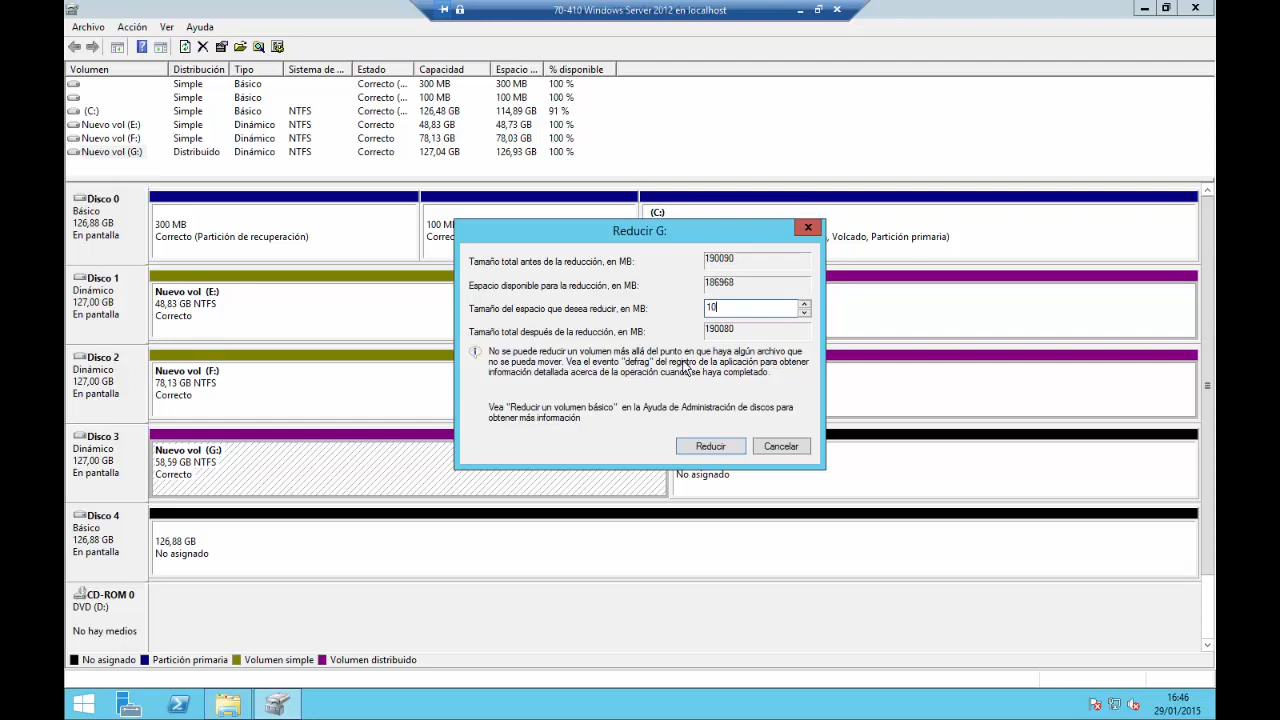 70-410 Windows Server 2012 en localhost
Archivo Acción Ver Ayuda
Volumen Distribución Tipo Sistema de ... Estado Capacidad Espacio ... % disponible
Simple Básico Correcto (... 300 MB 300 MB 100 %
Simple Básico Correcto (... 100 MB 100 MB 100 %
(C:) Simple Básico NTFS Correcto (... 126,48 GB 114,89 GB 91 %
Nuevo vol (E:) Simple Dinámico NTFS Correcto 48,83 GB 48,73 GB 100 %
Nuevo vol (F:) Simple Dinámico NTFS Correcto 78,13 GB 78,03 GB 100 %
Nuevo vol (G:) Distribuido Dinámico NTFS Correcto 127,04 GB 126,93 GB 100 %
Disco 0
Básico
126,88 GB
En pantalla
300 MB
Correcto (Partición de recuperación)
100 M
Correc
(C:)
, Volcado, Partición primaria)
Disco 1
Dinámico
127,00 GB
En pantalla
Nuevo vol (E:)
48,83 GB NTFS
Correcto
Disco 2
Dinámico
127,00 GB
En pantalla
Nuevo vol (F:)
78,13 GB NTFS
Correcto
Disco 3
Dinámico
127,00 GB
En pantalla
Nuevo vol (G:)
58,59 GB NTFS
Correcto
No asignado
Disco 4
Básico
126,88 GB
En pantalla
126,88 GB
No asignado
CD-ROM 0
DVD (D:)
No hay medios
Reducir G:
Tamaño total antes de la reducción, en MB: 190090
Espacio disponible para la reducción, en MB: 186968
Tamaño del espacio que desea reducir, en MB: 10
Tamaño total después de la reducción, en MB: 190080
No se puede reducir un volumen más allá del punto en que haya algún archivo que
no se pueda mover. Vea el evento "defrag" del registro de la aplicación para obtener
información detallada acerca de la operación cuando se haya completado.
Vea "Reducir un volumen básico" en la Ayuda de Administración de discos para
obtener más información
Reducir Cancelar
No asignado Partición primaria Volumen simple Volumen distribuido
16:46
29/01/2015